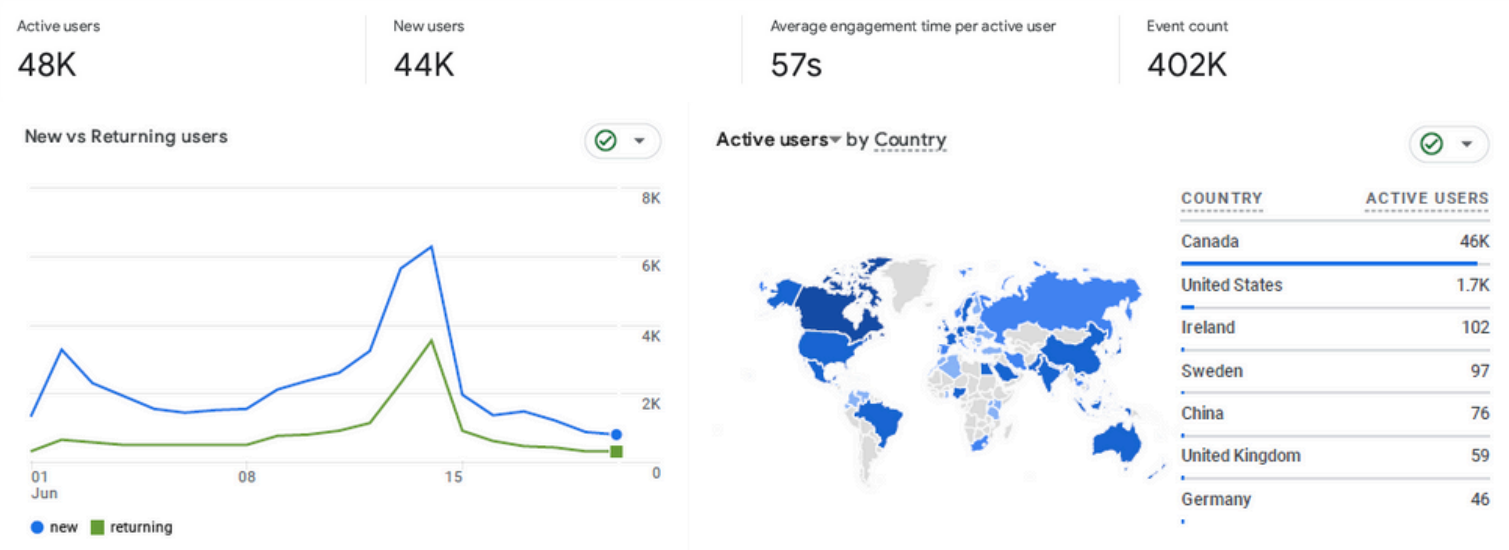 Active users
48K
New users
44K
Average engagement time per active user
57s
Event count
402K
New vs Returning users
8K
6K
4K
2K
0
01
Jun
08
15
new
returning
Active users by Country
COUNTRY ACTIVE USERS
Canada 46K
United States 1.7K
Ireland 102
Sweden 97
China 76
United Kingdom 59
Germany 46